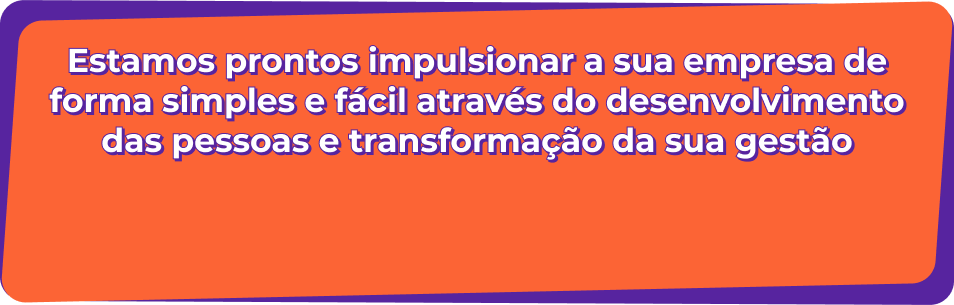 Estamos prontos impulsionar a sua empresa de
forma simples e fácil através do desenvolvimento
das pessoas e transformação da sua gestão